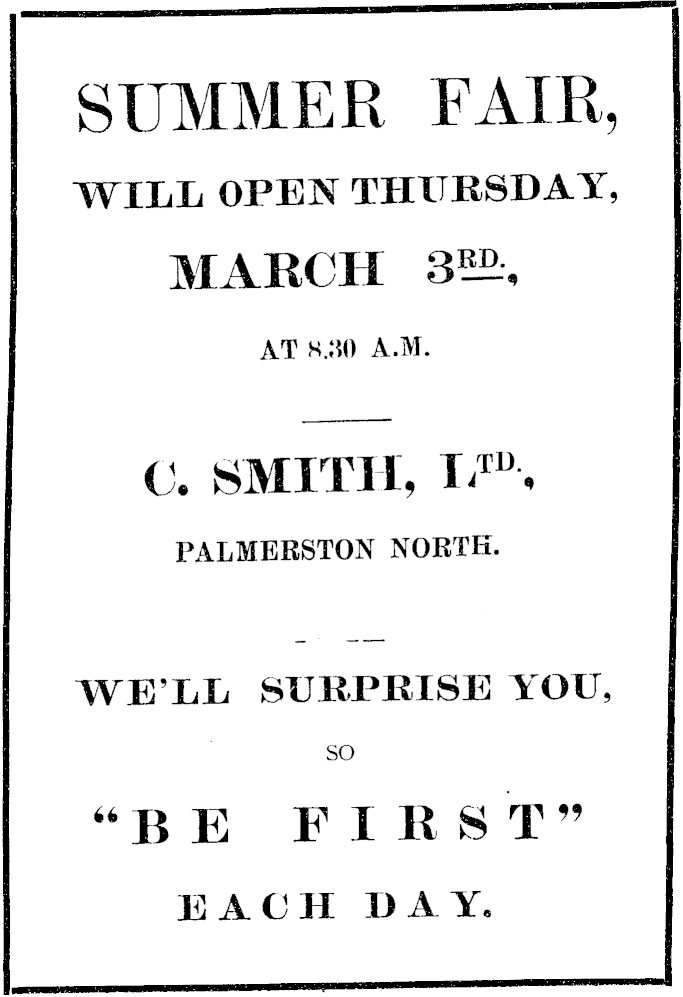 SUMMER FAIR,
WILL OPEN THURSDAY,
MARCH 3RD.,
AT 8.30 A.M.
C. SMITH, LTD.,
PALMERSTON NORTH.
WE'LL SURPRISE YOU,
SO
“BE FIRST”
EACH DAY.